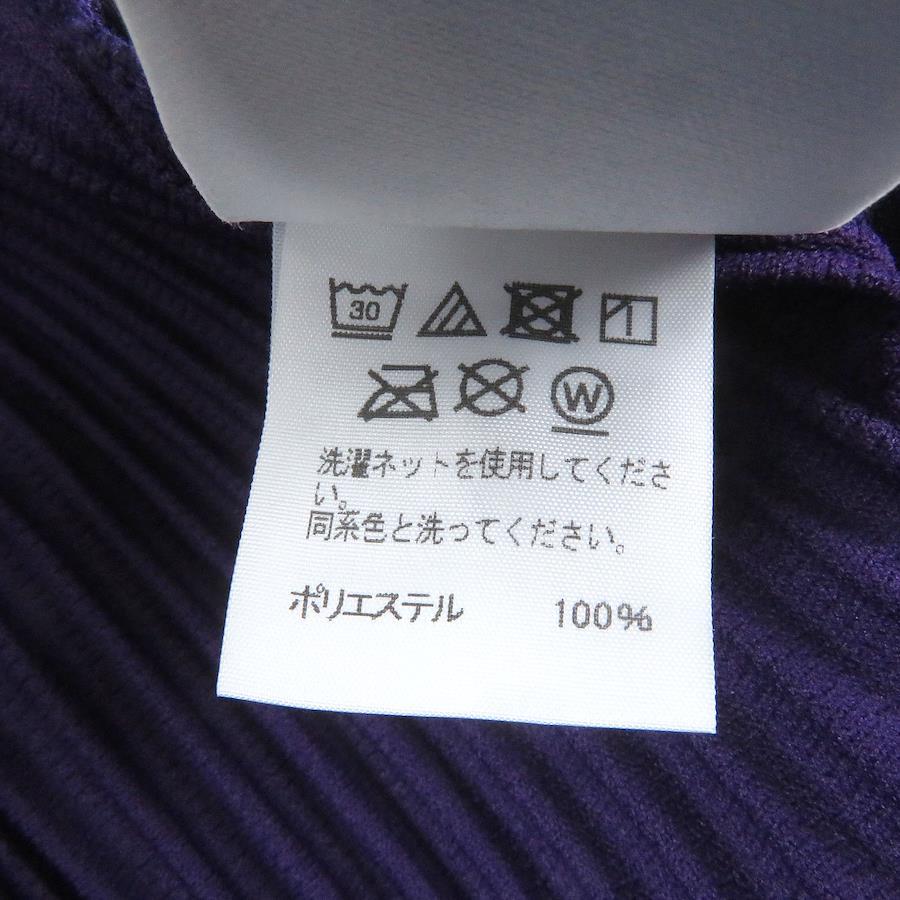 30
W
洗濯ネットを使用してくださ
い。
同系色と洗ってください。
ポリエステル 100%